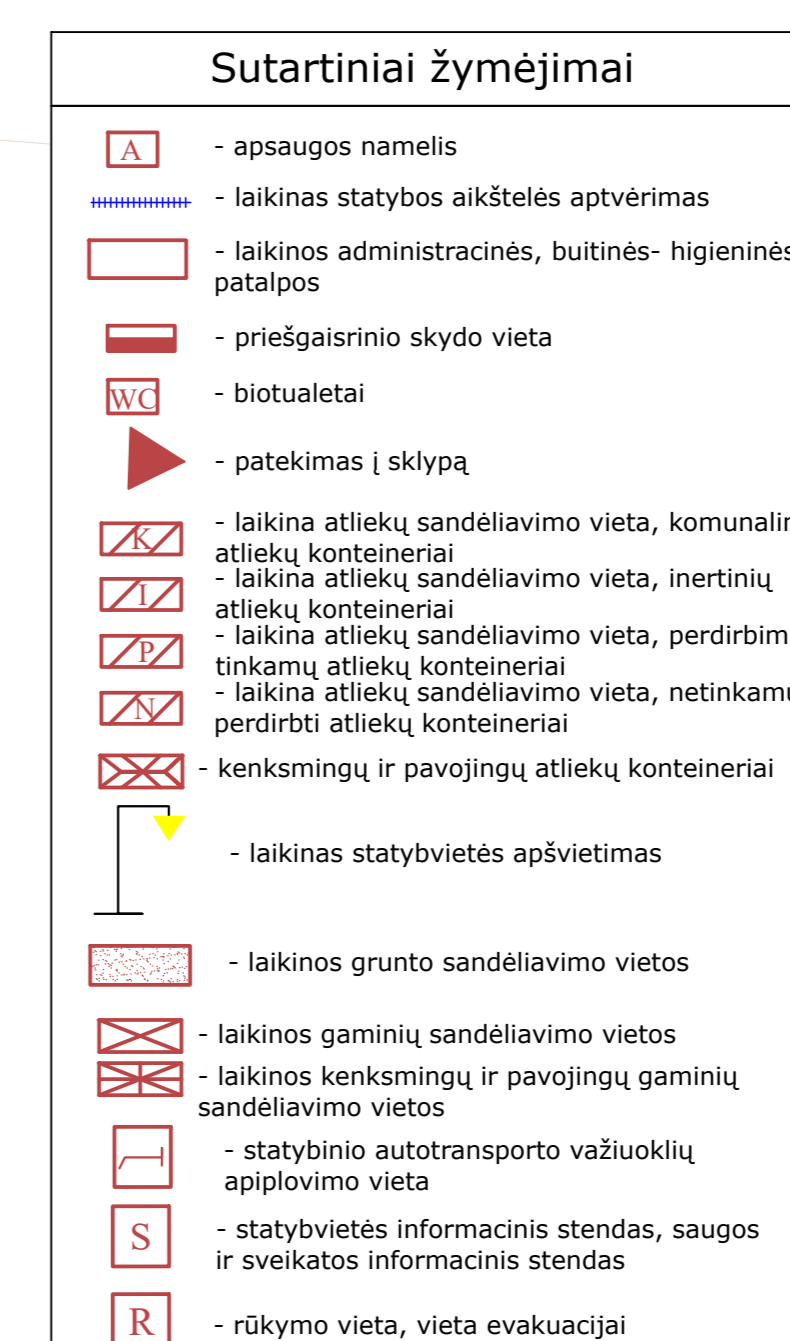 Sutartiniai žymėjimai
A - apsaugos namelis
- laikinas statybos aikštelės aptvėrimas
- laikinos administracinės, buitinės- higieninės
patalpos
- priešgaisrinio skydo vieta
WC - biotualetai
- patekimas į sklypą
K - laikina atliekų sandėliavimo vieta,
atliekų konteineriai
I - laikina atliekų sandėliavimo vieta, inertinių
atliekų konteineriai
P - laikina atliekų sandėliavimo vieta,
tinkamų atliekų konteineriai
N - laikina atliekų sandėliavimo vieta, netinkamų
perdirbti atliekų konteineriai
- kenksmingų ir pavojingų atliekų konteineriai
- laikinas statybvietės apšvietimas
- laikinos grunto sandėliavimo vietos
- laikinos gaminių sandėliavimo vietos
- laikinos kenksmingų ir pavojingų gaminių
sandėliavimo vietos
- statybinio autotransporto važiuoklių
apiplovimo vieta
S - statybvietės informacinis stendas, saugos
ir sveikatos informacinis stendas
R - rūkymo vieta, vieta evakuacijai